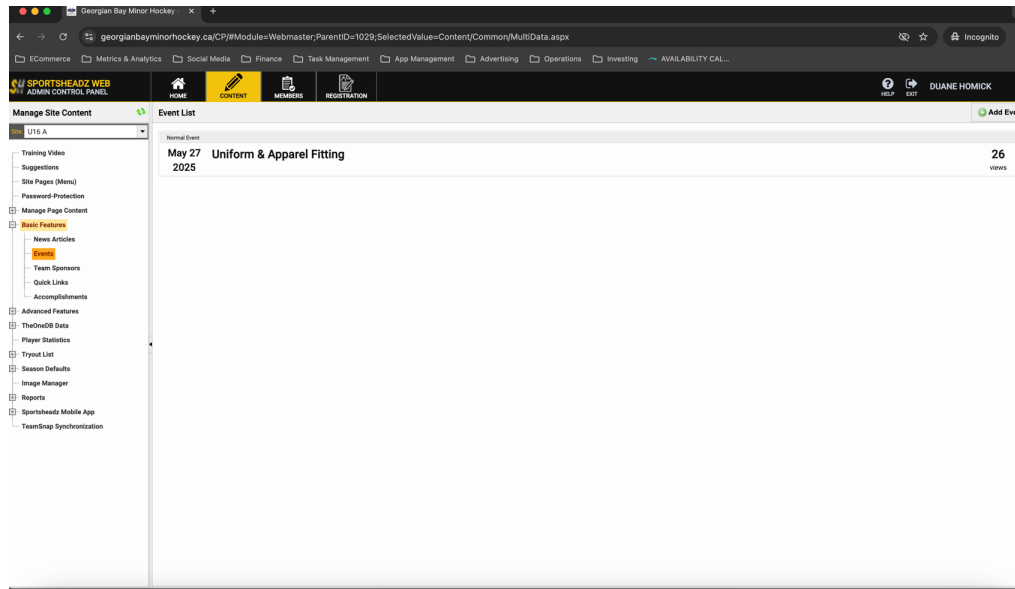 Georgian Bay Minor Hockey -
georgianbayminorhockey.ca/CP/#Module=Webmaster;ParentID=1029;SelectedValue=Content/Common/MultiData.aspx
Incognito
ECommerce Metrics & Analytics Social Media Finance Task Management App Management Advertising Operations Investing AVAILABILITY CAL...
SPORTSHEADZ WEB
ADMIN CONTROL PANEL
HOME CONTENT MEMBERS REGISTRATION HELP EXIT DUANE HOMICK
Manage Site Content
Event List
Add Eve
Site: U16 A
Normal Event
May 27
2025
Uniform & Apparel Fitting
26
views
Training Video
Suggestions
Site Pages (Menu)
Password-Protection
Manage Page Content
Basic Features
News Articles
Events
Team Sponsors
Quick Links
Accomplishments
Advanced Features
TheOneDB Data
Player Statistics
Tryout List
Season Defaults
Image Manager
Reports
Sportsheadz Mobile App
TeamSnap Synchronization